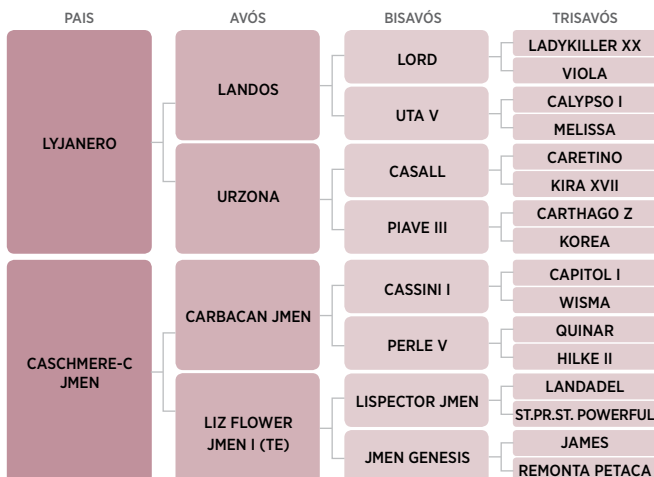 PAIS
AVÓS
BISAVÓS
TRISAVÓS
LYJANERO
CASCHMERE-C
JMEN
LANDOS
URZONA
CARBACAN JMEN
LIZ FLOWER
JMEN I (TE)
LORD
UTA V
CASALL
PIAVE III
CASSINI I
PERLE V
LISPECTOR JMEN
JMEN GENESIS
LADYKILLER XX
VIOLA
CALYPSO I
MELISSA
CARETINO
KIRA XVII
CARTHAGO Z
KOREA
CAPITOL I
WISMA
QUINAR
HILKE II
LANDADEL
ST.PR.ST. POWERFUL
JAMES
REMONTA PETACA